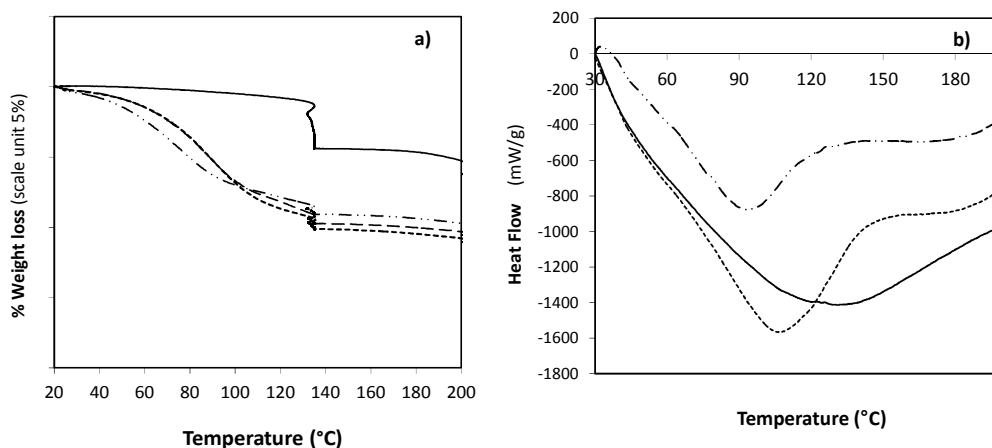 a)
% Weight loss (scale unit 5%)
20 40 60 80 100 120 140 160 180 200
Temperature (°C)
b)
200
0
-200
-400
-600
-800
-1000
-1200
-1400
-1600
-1800
30 60 90 120 150 180
Heat Flow (mW/g)
Temperature (°C)